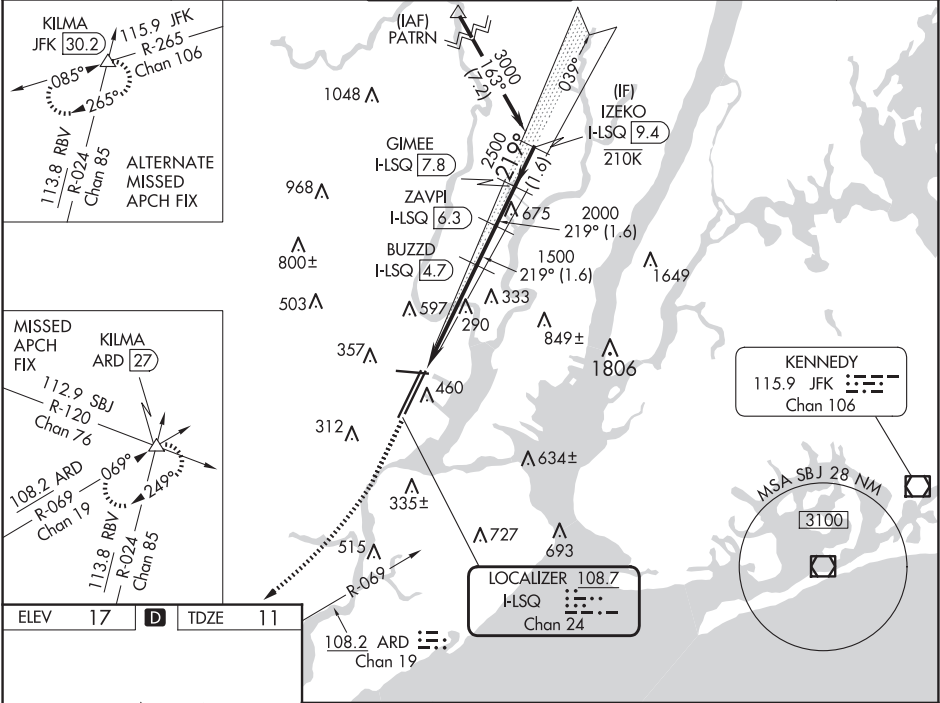 KILMA
JFK 30.2
115.9 JFK
R-265
Chan 106
085°
265°
113.8 RBV
R-024
Chan 85
ALTERNATE
MISSED
APCH FIX
(IAF)
PATRN
3000
163°
(7.2)
039°
(IF)
IZEKO
I-LSQ 9.4
210K
1048
GIMEE
I-LSQ 7.8
2500
219°
(1.6)
968
ZAVPI
I-LSQ 6.3
675
2000
219° (1.6)
800±
BUZZD
I-LSQ 4.7
1500
219° (1.6)
1649
503
597
333
290
849±
357
1806
460
312
634±
335±
727
693
515
R-069
108.2 ARD
Chan 19
MISSED
APCH
FIX
KILMA
ARD 27
112.9 SBJ
R-120
Chan 76
069°
249°
108.2 ARD
R-069
Chan 19
113.8 RBV
R-024
Chan 85
KENNEDY
115.9 JFK
Chan 106
MSA SBJ 28 NM
3100
LOCALIZER 108.7
I-LSQ
Chan 24
ELEV 17 D TDZE 11